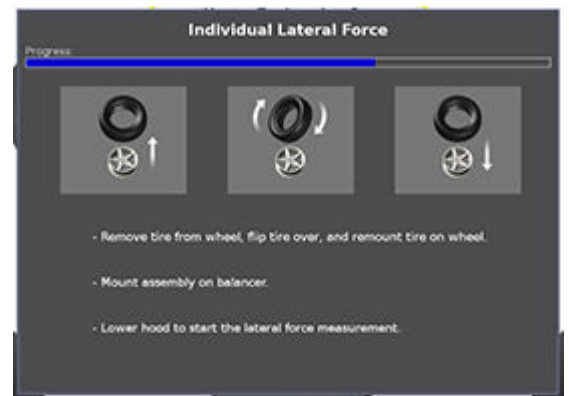 Individual Lateral Force
Progress:
- Remove tire from wheel, flip tire over, and remount tire on wheel.
- Mount assembly on balancer.
- Lower hood to start the lateral force measurement.